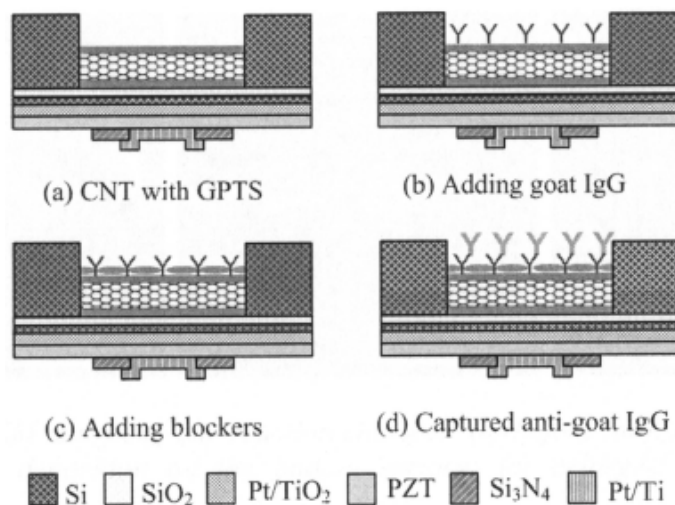 (a) CNT with GPTS
(b) Adding goat IgG
(c) Adding blockers
(d) Captured anti-goat IgG
Si SiO₂ Pt/TiO₂ PZT Si₃N₄ Pt/Ti